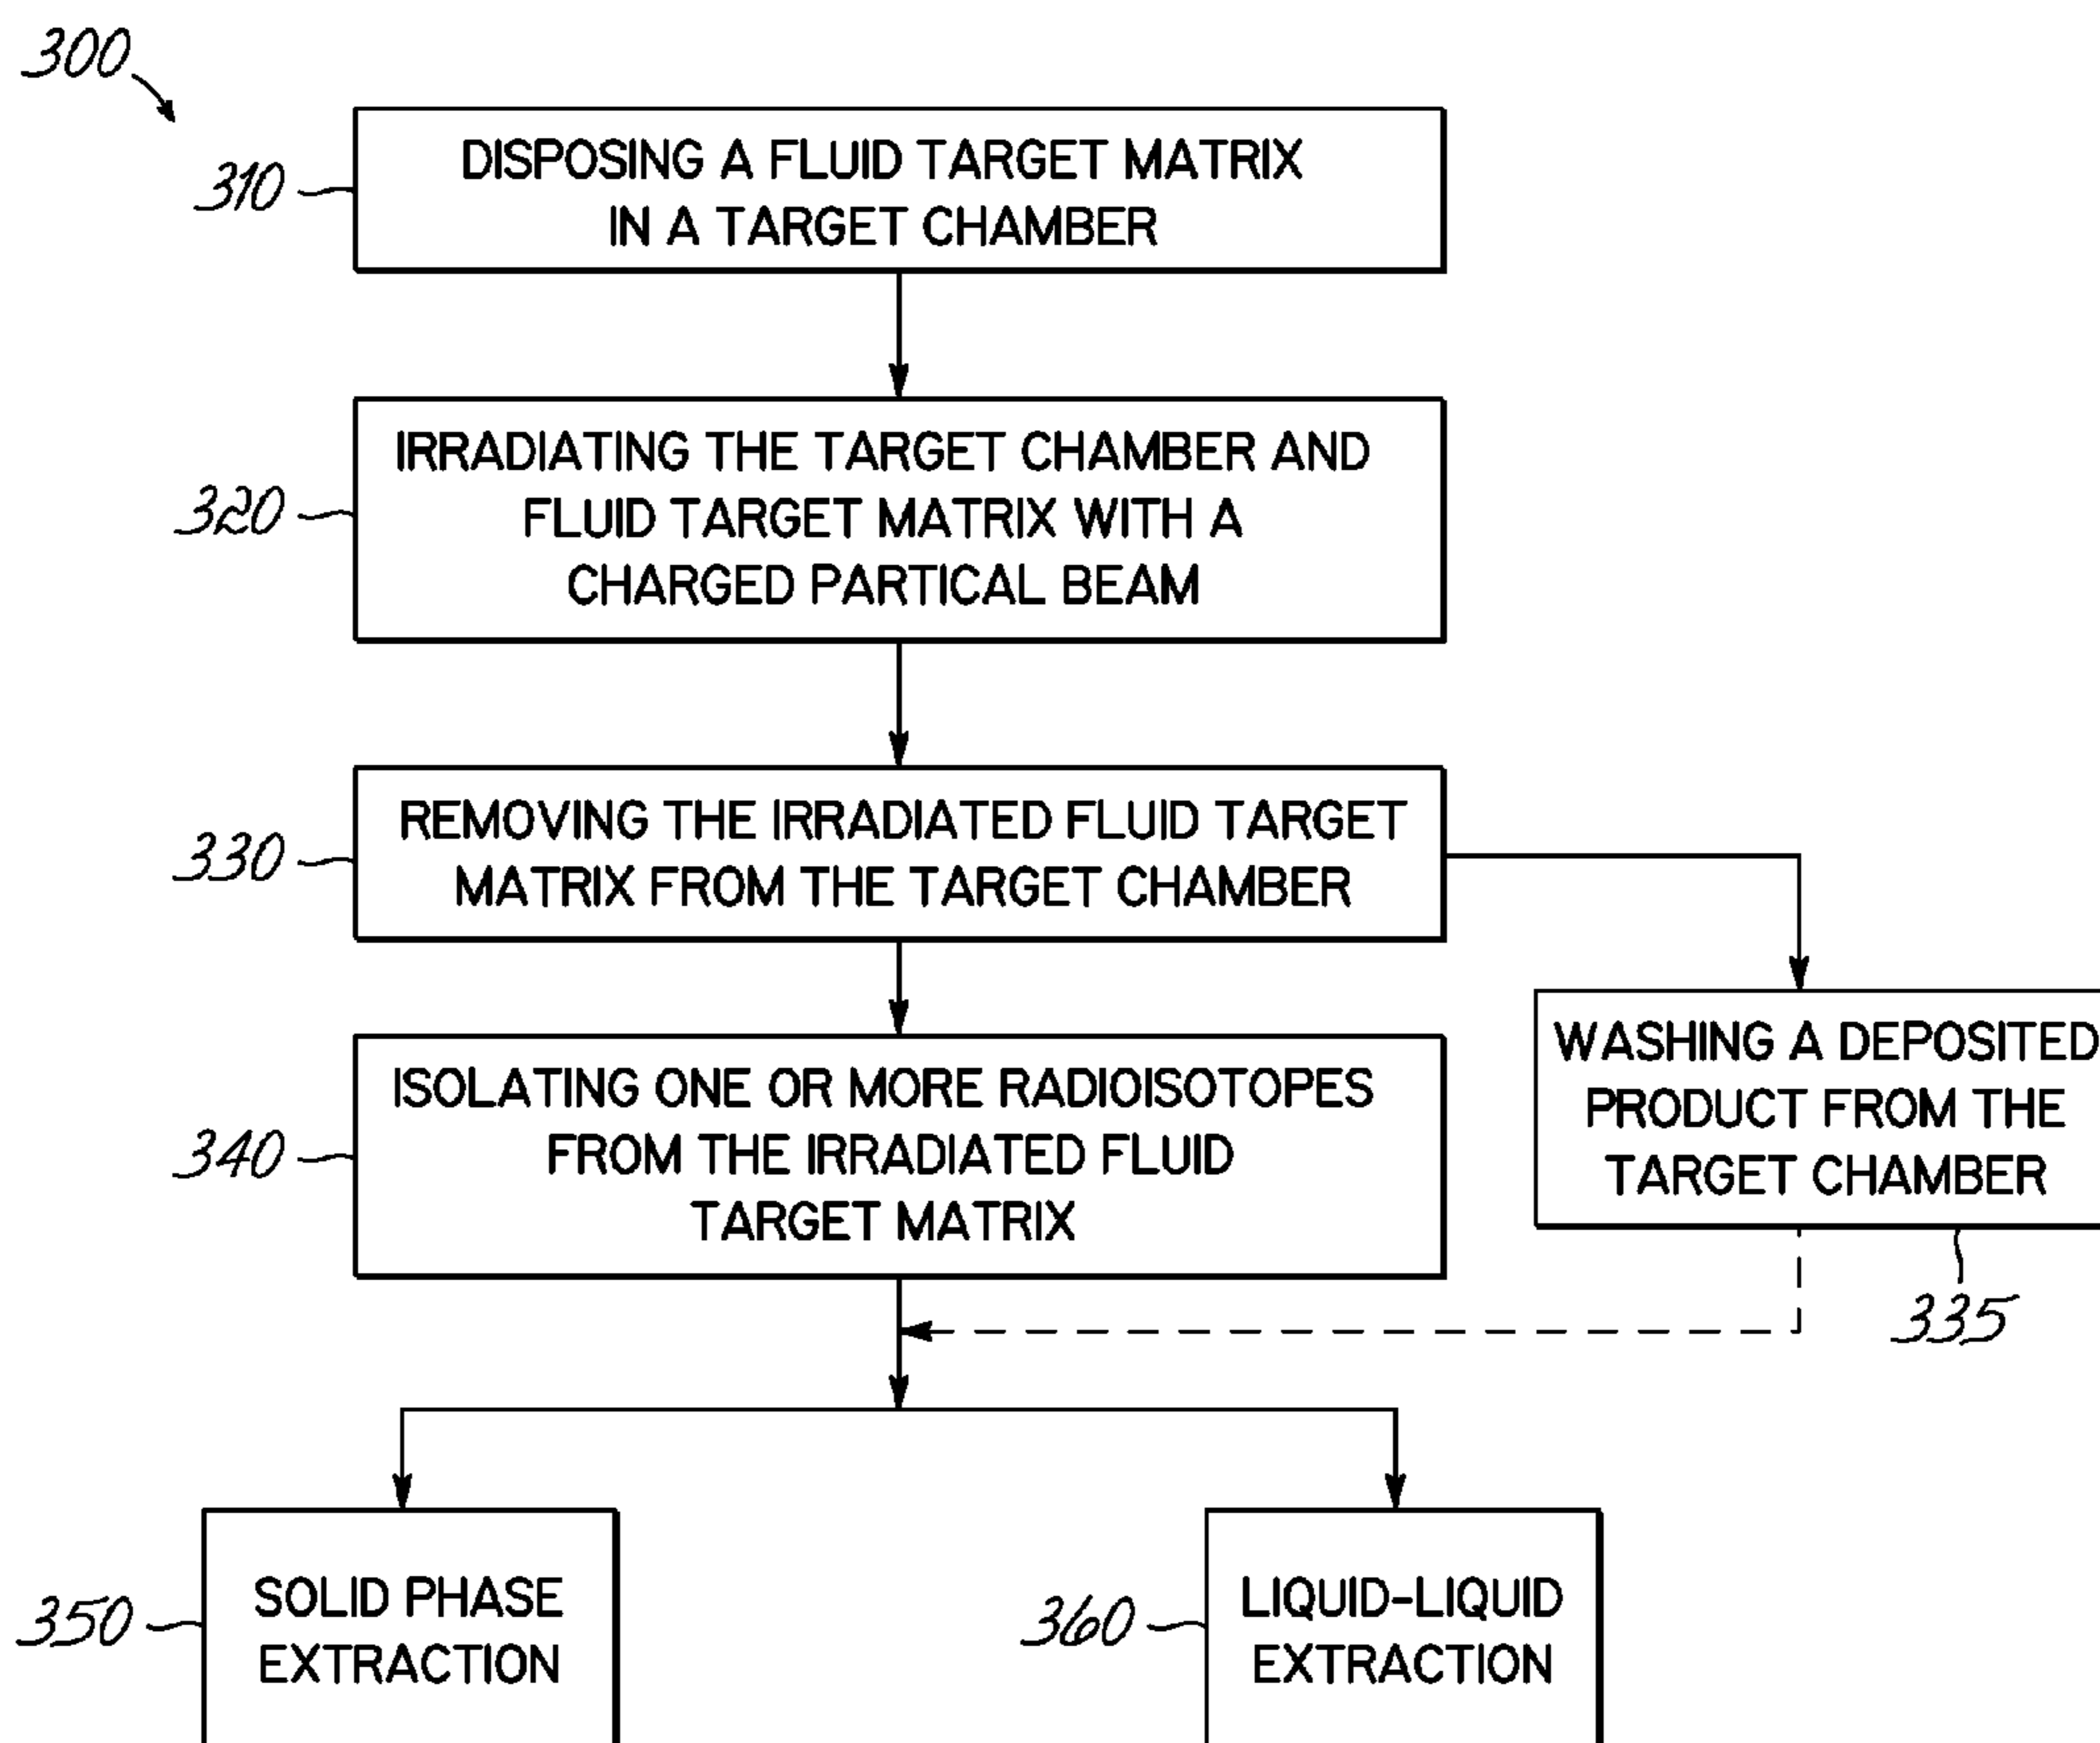 300
310
DISPOSING A FLUID TARGET MATRIX
IN A TARGET CHAMBER
320
IRRADIATING THE TARGET CHAMBER AND
FLUID TARGET MATRIX WITH A
CHARGED PARTICAL BEAM
330
REMOVING THE IRRADIATED FLUID TARGET
MATRIX FROM THE TARGET CHAMBER
340
ISOLATING ONE OR MORE RADIOISOTOPES
FROM THE IRRADIATED FLUID
TARGET MATRIX
WASHING A DEPOSITED
PRODUCT FROM THE
TARGET CHAMBER
335
350
SOLID PHASE
EXTRACTION
360
LIQUID-LIQUID
EXTRACTION